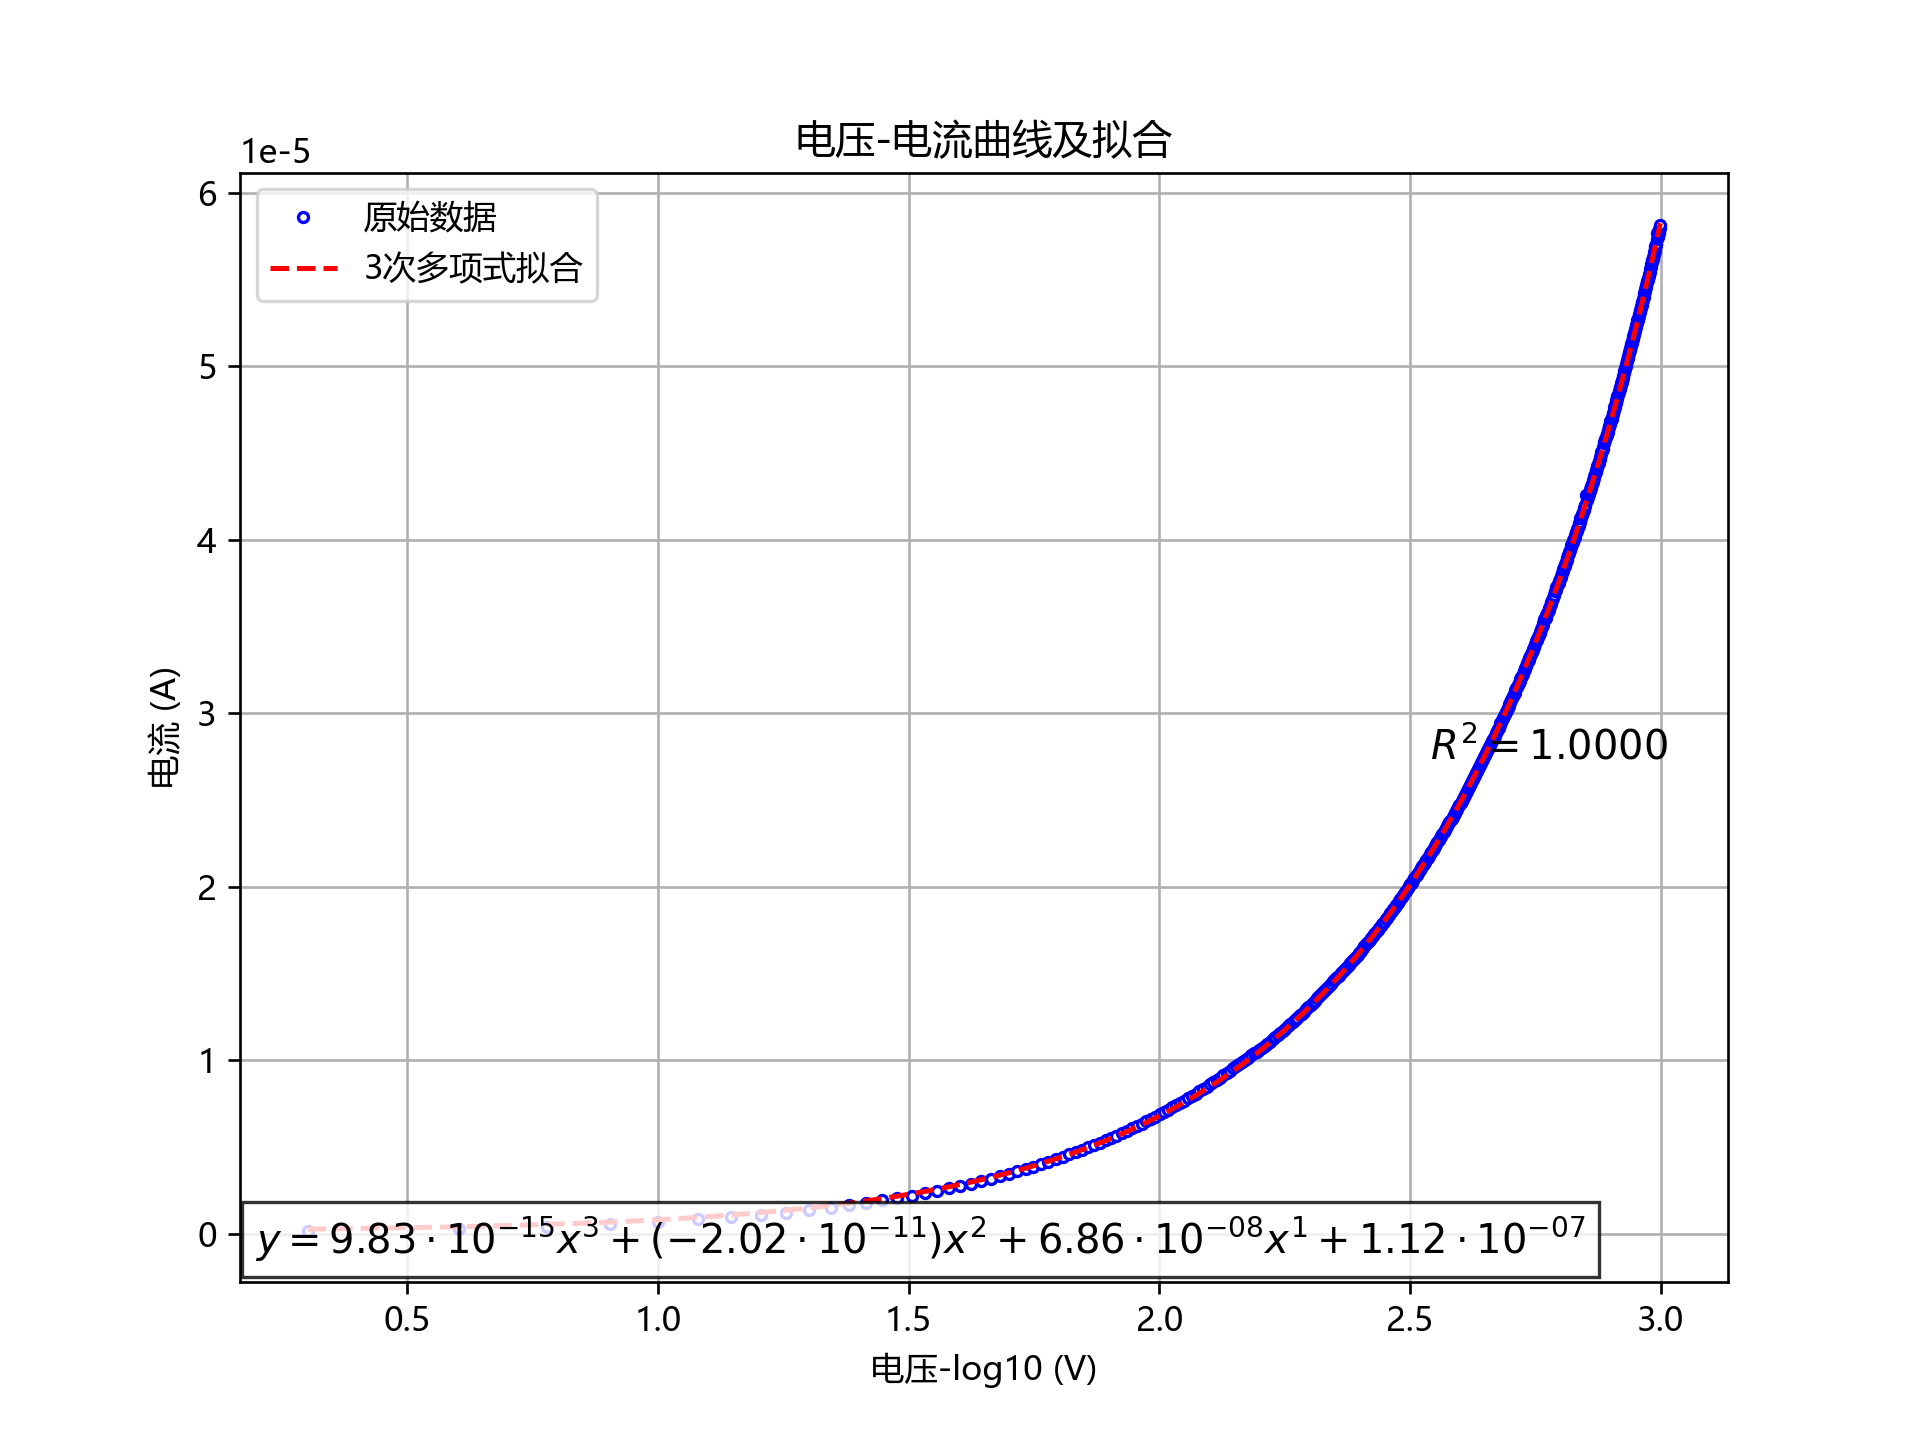 电压-电流曲线及拟合
1e-5
原始数据
3次多项式拟合
6
5
4
3
2
1
0
电流 (A)
R² = 1.0000
y = 9.83 · 10⁻¹⁵x³ + (−2.02 · 10⁻¹¹)x² + 6.86 · 10⁻⁰⁸x¹ + 1.12 · 10⁻⁰⁷
0.5 1.0 1.5 2.0 2.5 3.0
电压-log10 (V)